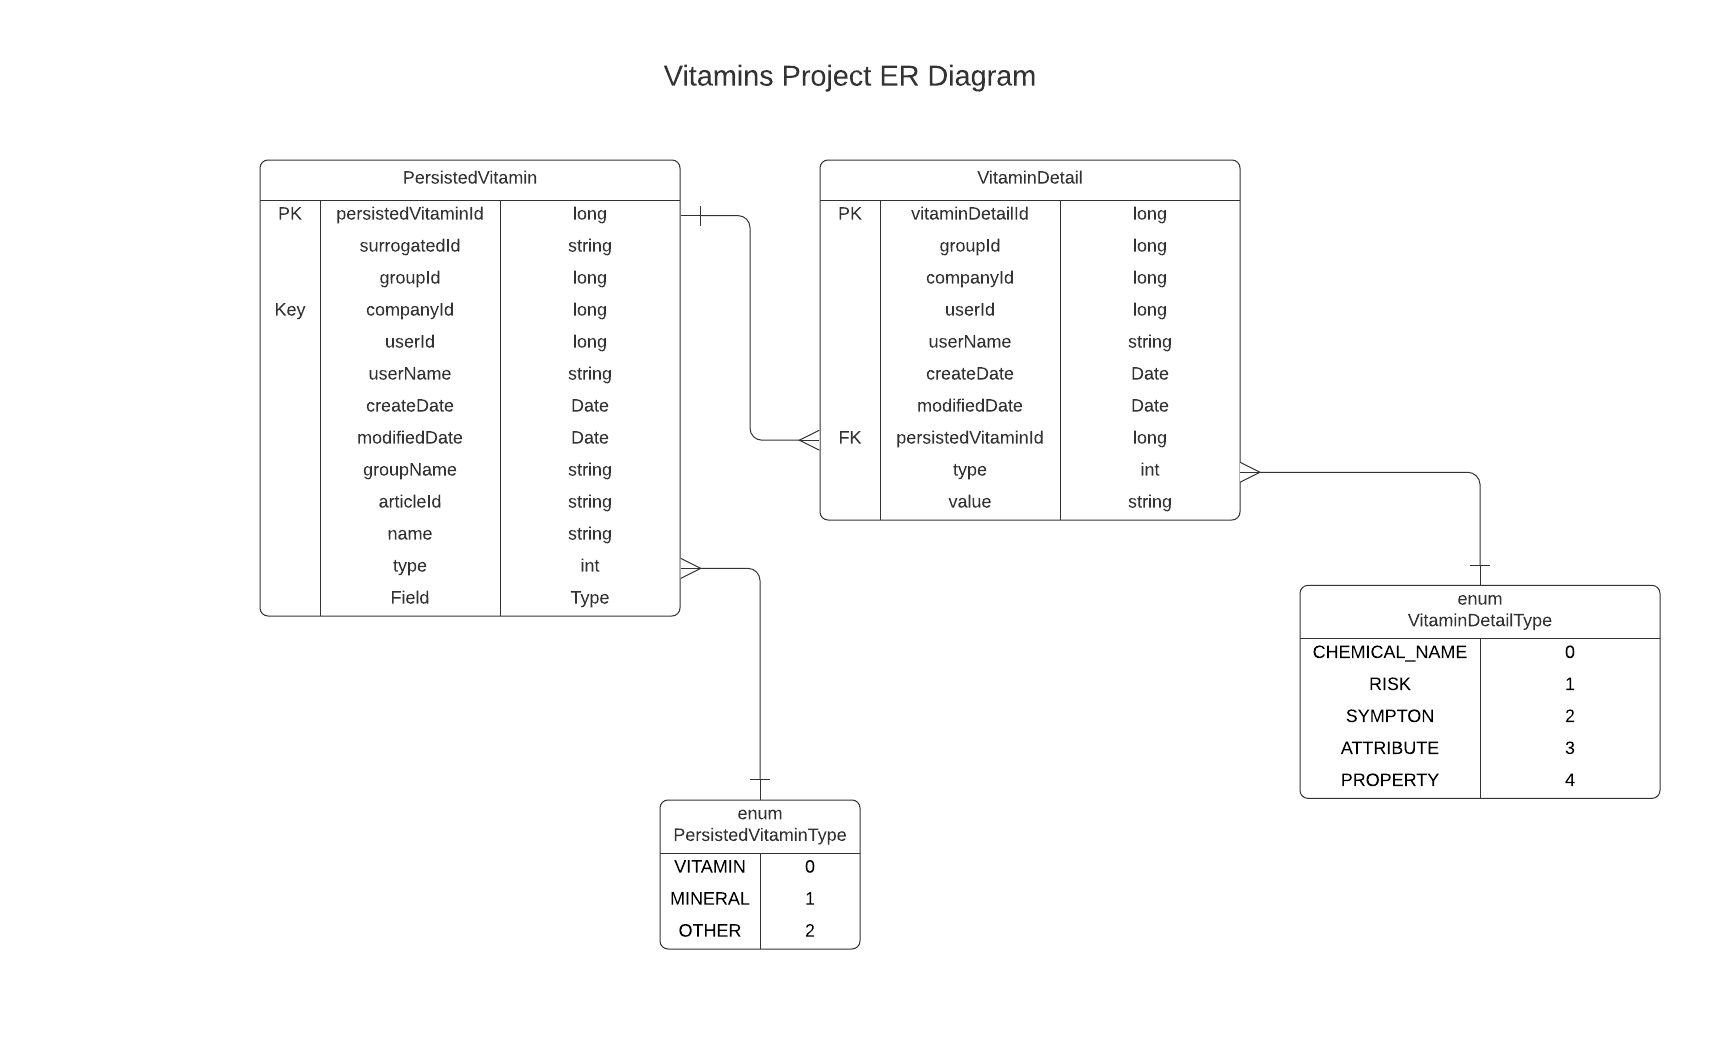 Vitamins Project ER Diagram
PersistedVitamin
PK persistedVitaminId long
surrogatedId string
groupId long
Key companyId long
userId long
userName string
createDate Date
modifiedDate Date
groupName string
articleId string
name string
type int
Field Type
VitaminDetail
PK vitaminDetailId long
groupId long
companyId long
userId long
userName string
createDate Date
modifiedDate Date
FK persistedVitaminId long
type int
value string
enum
VitaminDetailType
CHEMICAL_NAME 0
RISK 1
SYMPTON 2
ATTRIBUTE 3
PROPERTY 4
enum
PersistedVitaminType
VITAMIN 0
MINERAL 1
OTHER 2